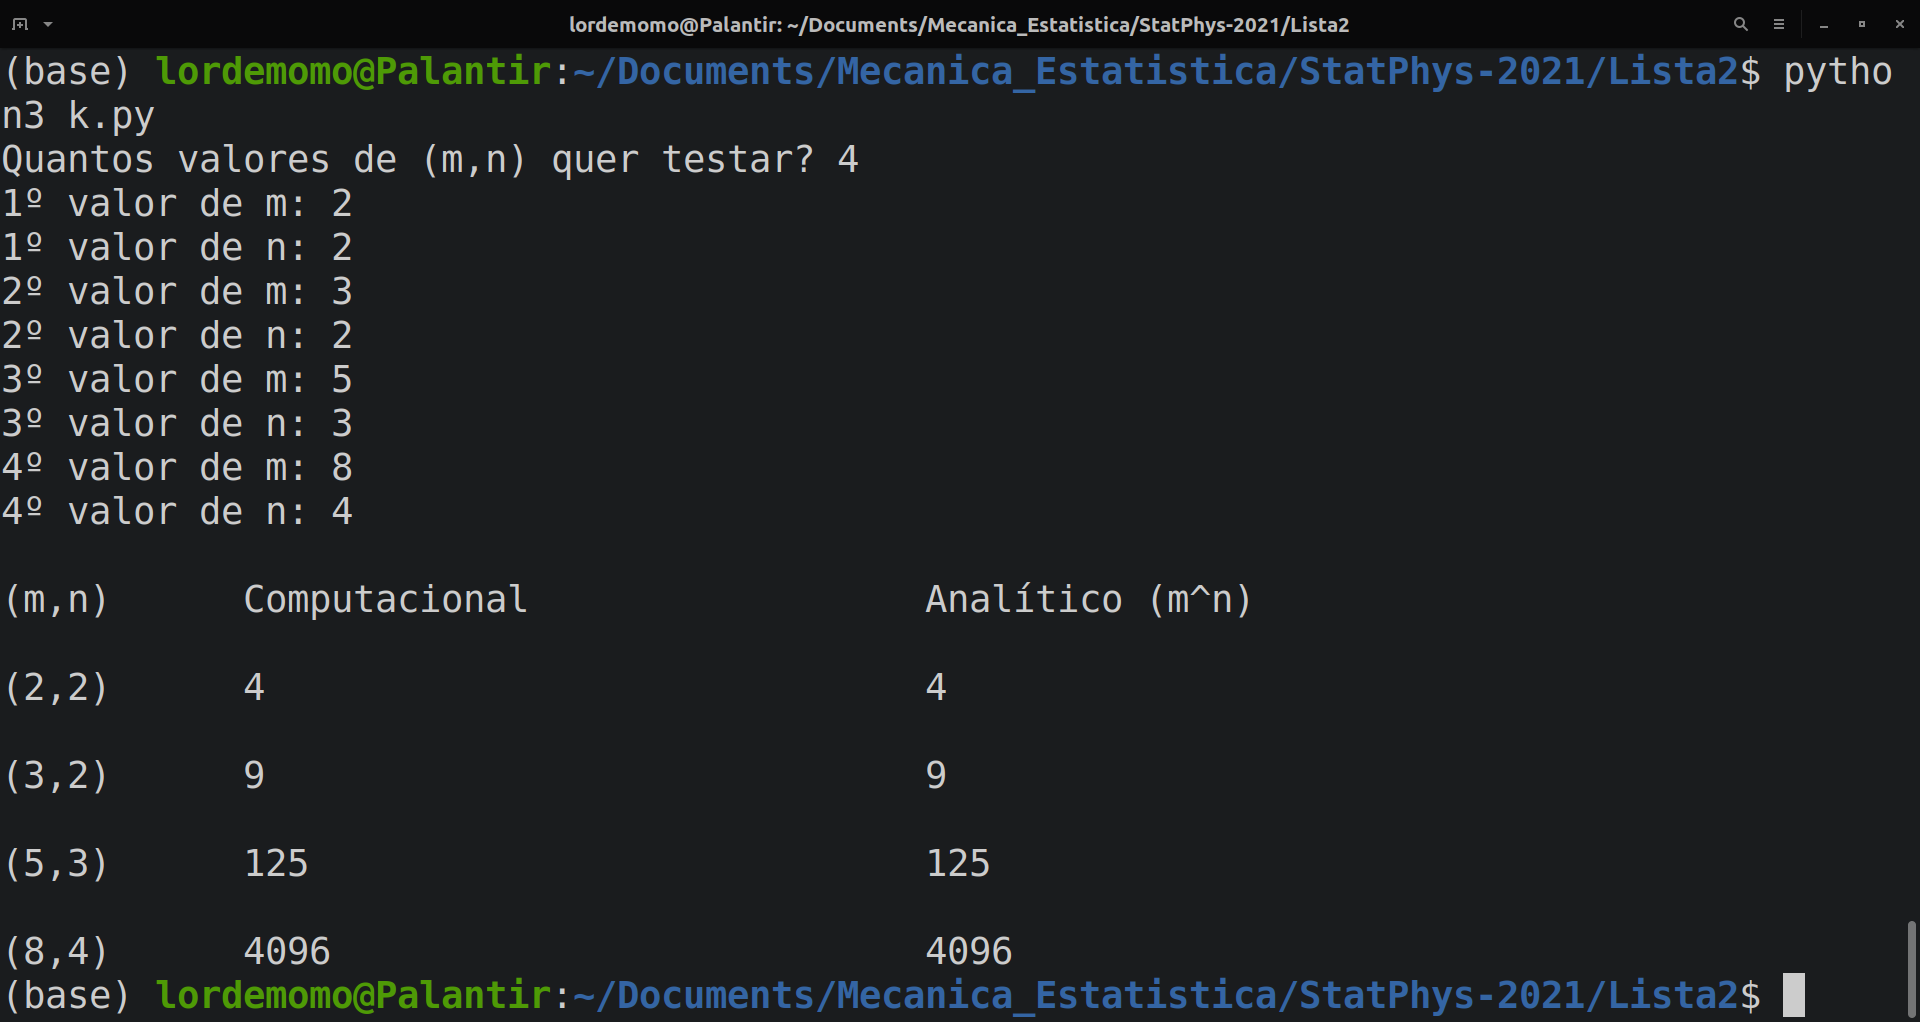 lordemomo@Palantir: ~/Documents/Mecanica_Estatistica/StatPhys-2021/Lista2
(base) lordemomo@Palantir:~/Documents/Mecanica_Estatistica/StatPhys-2021/Lista2$ pytho
n3 k.py
Quantos valores de (m,n) quer testar? 4
1º valor de m: 2
1º valor de n: 2
2º valor de m: 3
2º valor de n: 2
3º valor de m: 5
3º valor de n: 3
4º valor de m: 8
4º valor de n: 4
(m,n) Computacional Analítico (m^n)
(2,2) 4 4
(3,2) 9 9
(5,3) 125 125
(8,4) 4096 4096
(base) lordemomo@Palantir:~/Documents/Mecanica_Estatistica/StatPhys-2021/Lista2$